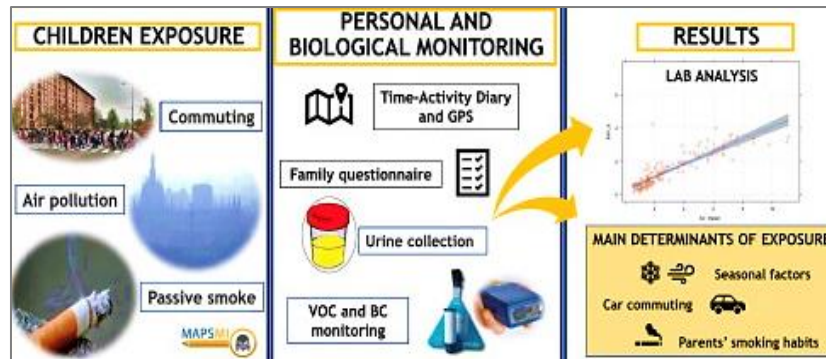 CHILDREN EXPOSURE
Commuting
Air pollution
Passive smoke
MAPSMI
PERSONAL AND
BIOLOGICAL MONITORING
Time-Activity Diary
and GPS
Family questionnaire
Urine collection
VOC and BC
monitoring
RESULTS
LAB ANALYSIS
MAIN DETERMINANTS OF EXPOSURE
Seasonal factors
Car commuting
Parents' smoking habits